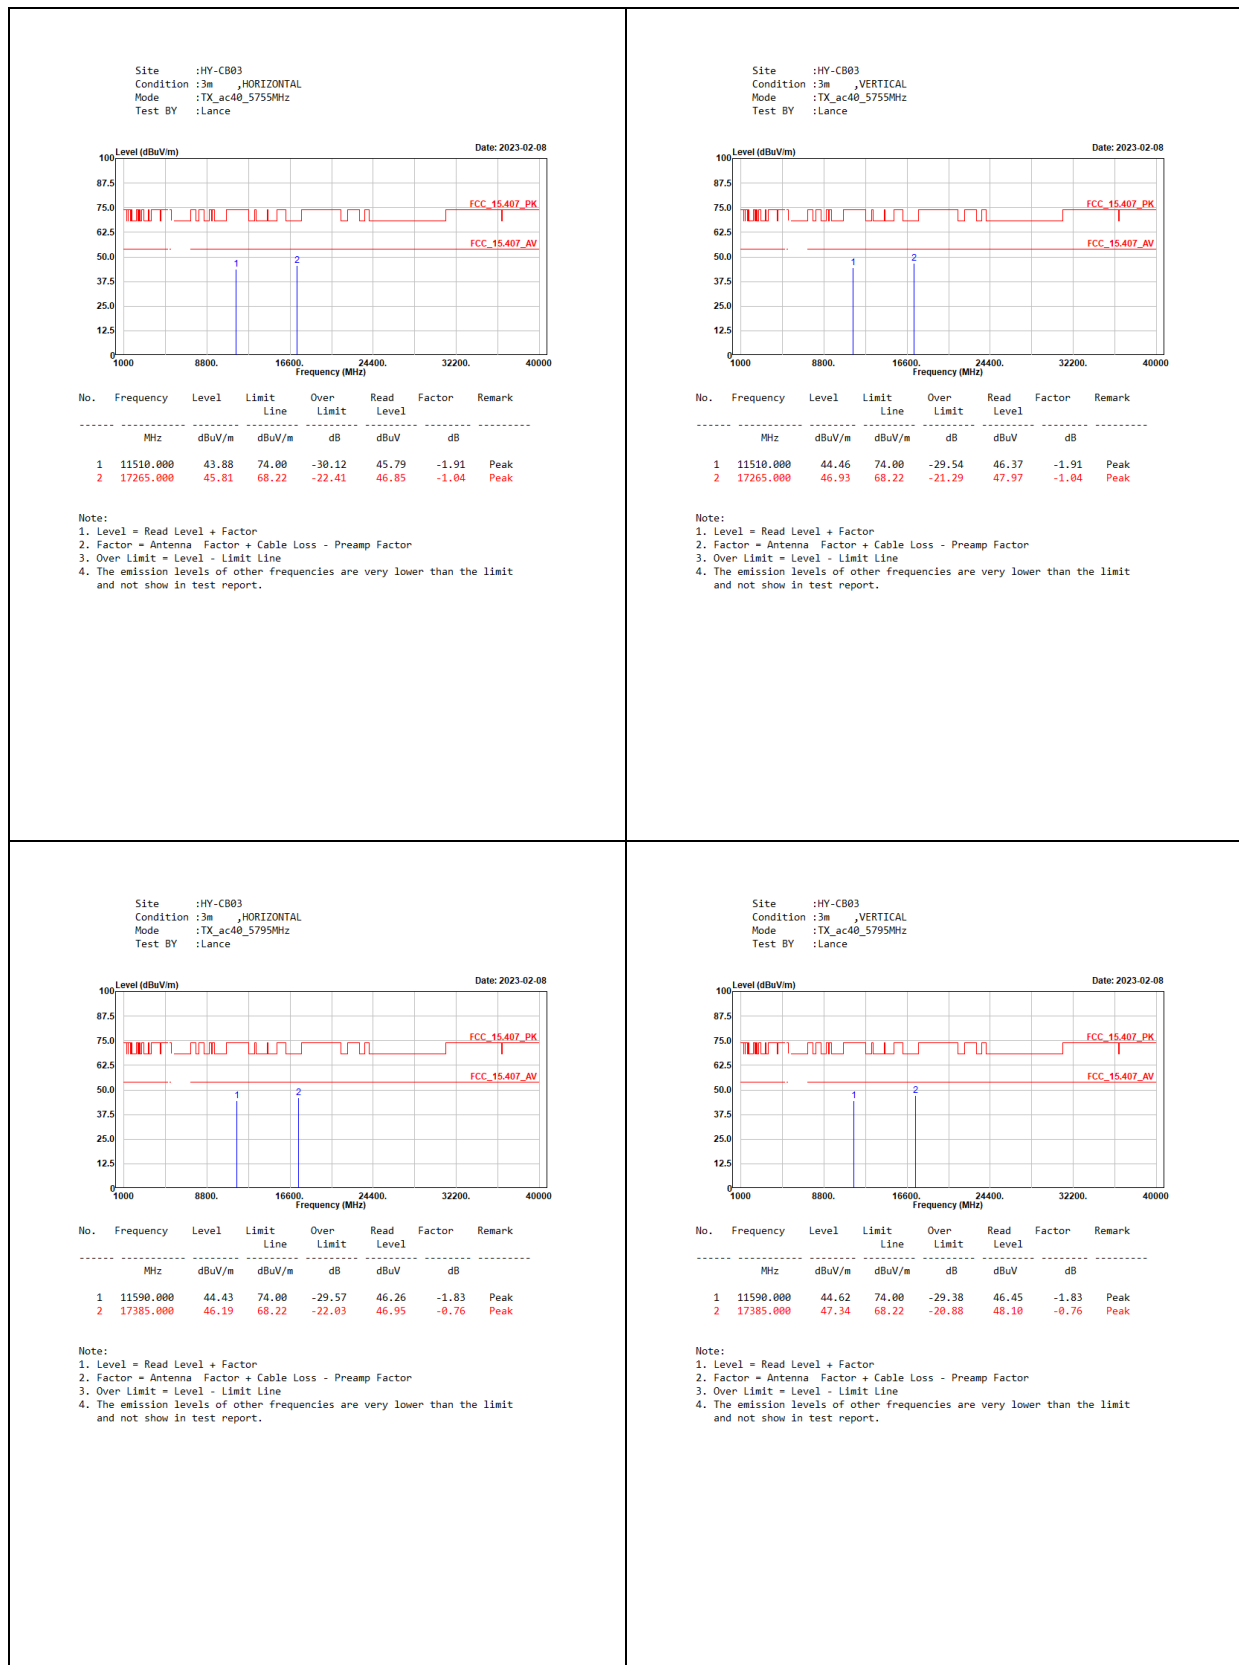 Site :HY-CB03
Condition :3m ,HORIZONTAL
Mode :TX_ac40_5755MHz
Test BY :Lance
Level (dBuV/m) Date: 2023-02-08
100
87.5
75.0 FCC_15.407_PK
62.5
FCC_15.407_AV
50.0 1 2
37.5
25.0
12.5
0
1000 8800. 16600. 24400. 32200. 40000
Frequency (MHz)
No. Frequency Level Limit Over Read Factor Remark
Line Limit Level
------ ----------- ------- -------- --------- -------- -------- ---------
MHz dBuV/m dBuV/m dB dBuV dB
1 11510.000 43.88 74.00 -30.12 45.79 -1.91 Peak
2 17265.000 45.81 68.22 -22.41 46.85 -1.04 Peak
Note:
1. Level = Read Level + Factor
2. Factor = Antenna Factor + Cable Loss - Preamp Factor
3. Over Limit = Level - Limit Line
4. The emission levels of other frequencies are very lower than the limit
and not show in test report.
Site :HY-CB03
Condition :3m ,VERTICAL
Mode :TX_ac40_5755MHz
Test BY :Lance
Level (dBuV/m) Date: 2023-02-08
100
87.5
75.0 FCC_15.407_PK
62.5
FCC_15.407_AV
50.0 1 2
37.5
25.0
12.5
0
1000 8800. 16600. 24400. 32200. 40000
Frequency (MHz)
No. Frequency Level Limit Over Read Factor Remark
Line Limit Level
------ ----------- ------- -------- --------- -------- -------- ---------
MHz dBuV/m dBuV/m dB dBuV dB
1 11510.000 44.46 74.00 -29.54 46.37 -1.91 Peak
2 17265.000 46.93 68.22 -21.29 47.97 -1.04 Peak
Note:
1. Level = Read Level + Factor
2. Factor = Antenna Factor + Cable Loss - Preamp Factor
3. Over Limit = Level - Limit Line
4. The emission levels of other frequencies are very lower than the limit
and not show in test report.
Site :HY-CB03
Condition :3m ,HORIZONTAL
Mode :TX_ac40_5795MHz
Test BY :Lance
Level (dBuV/m) Date: 2023-02-08
100
87.5
75.0 FCC_15.407_PK
62.5
FCC_15.407_AV
50.0 1 2
37.5
25.0
12.5
0
1000 8800. 16600. 24400. 32200. 40000
Frequency (MHz)
No. Frequency Level Limit Over Read Factor Remark
Line Limit Level
------ ----------- ------- -------- --------- -------- -------- ---------
MHz dBuV/m dBuV/m dB dBuV dB
1 11590.000 44.43 74.00 -29.57 46.26 -1.83 Peak
2 17385.000 46.19 68.22 -22.03 46.95 -0.76 Peak
Note:
1. Level = Read Level + Factor
2. Factor = Antenna Factor + Cable Loss - Preamp Factor
3. Over Limit = Level - Limit Line
4. The emission levels of other frequencies are very lower than the limit
and not show in test report.
Site :HY-CB03
Condition :3m ,VERTICAL
Mode :TX_ac40_5795MHz
Test BY :Lance
Level (dBuV/m) Date: 2023-02-08
100
87.5
75.0 FCC_15.407_PK
62.5
FCC_15.407_AV
50.0 1 2
37.5
25.0
12.5
0
1000 8800. 16600. 24400. 32200. 40000
Frequency (MHz)
No. Frequency Level Limit Over Read Factor Remark
Line Limit Level
------ ----------- ------- -------- --------- -------- -------- ---------
MHz dBuV/m dBuV/m dB dBuV dB
1 11590.000 44.62 74.00 -29.38 46.45 -1.83 Peak
2 17385.000 47.34 68.22 -20.88 48.10 -0.76 Peak
Note:
1. Level = Read Level + Factor
2. Factor = Antenna Factor + Cable Loss - Preamp Factor
3. Over Limit = Level - Limit Line
4. The emission levels of other frequencies are very lower than the limit
and not show in test report.